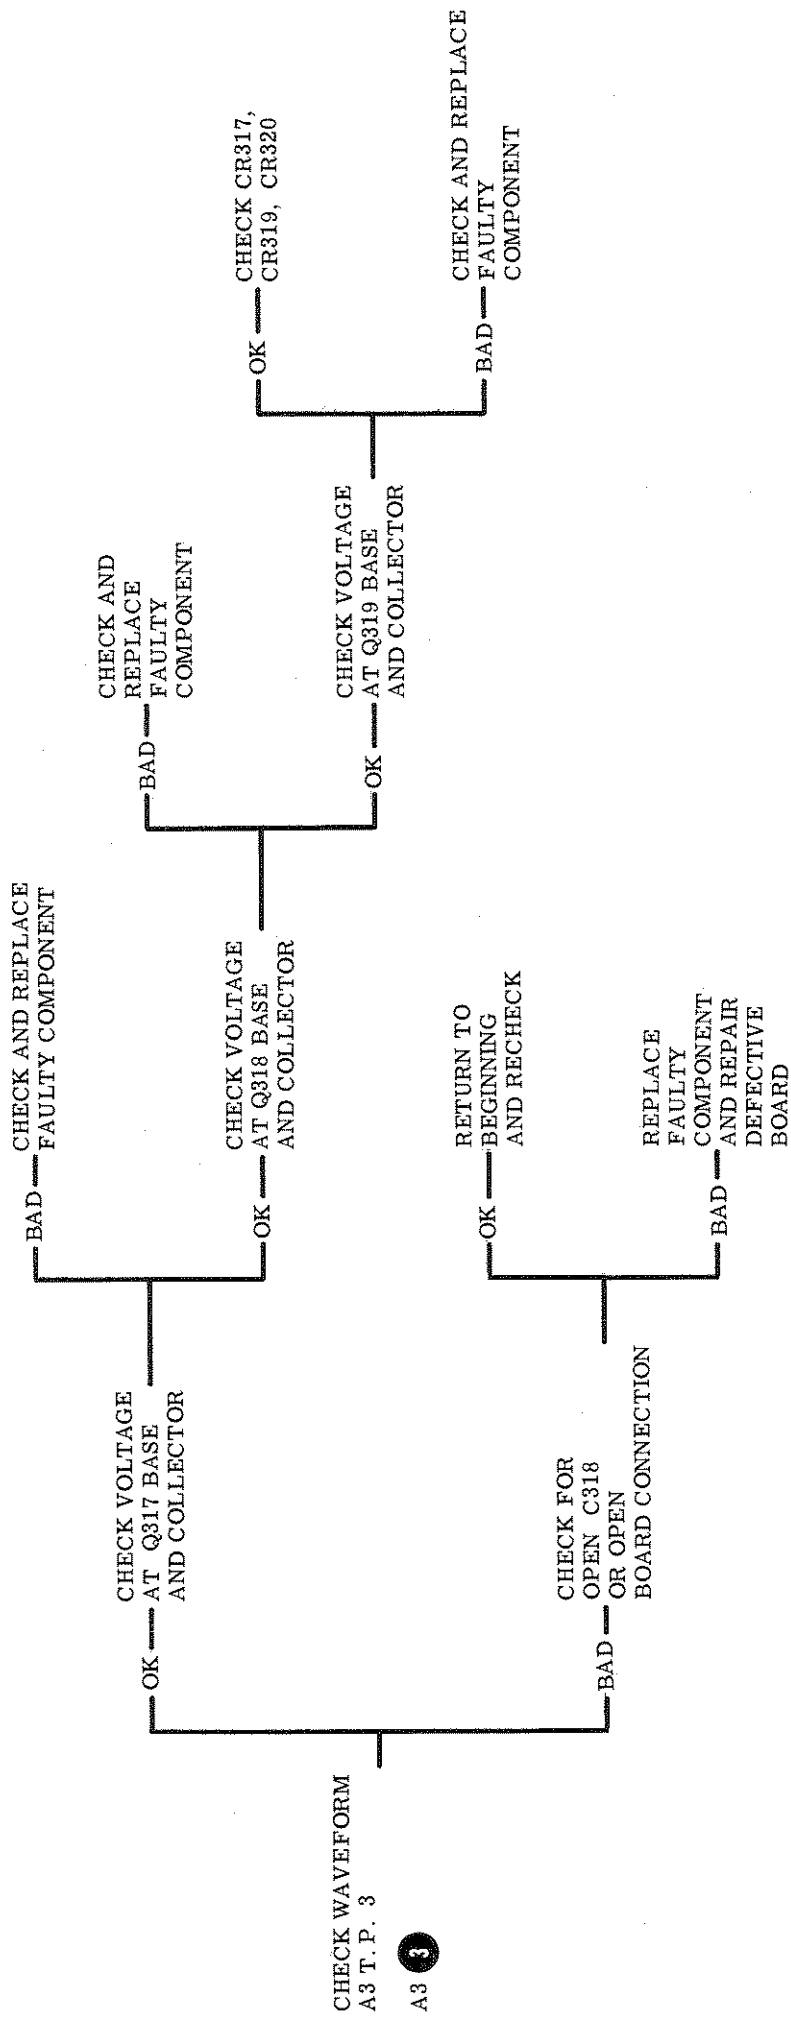 CHECK WAVEFORM
A3 T.P. 3
A3 3
OK
CHECK VOLTAGE
AT Q317 BASE
AND COLLECTOR
BAD
CHECK AND REPLACE
FAULTY COMPONENT
OK
CHECK VOLTAGE
AT Q318 BASE
AND COLLECTOR
BAD
CHECK AND
REPLACE
FAULTY
COMPONENT
OK
CHECK VOLTAGE
AT Q319 BASE
AND COLLECTOR
OK
CHECK CR317,
CR319, CR320
BAD
CHECK AND REPLACE
FAULTY
COMPONENT
BAD
CHECK FOR
OPEN C318
OR OPEN
BOARD CONNECTION
OK
RETURN TO
BEGINNING
AND RECHECK
BAD
REPLACE
FAULTY
COMPONENT
AND REPAIR
DEFECTIVE
BOARD